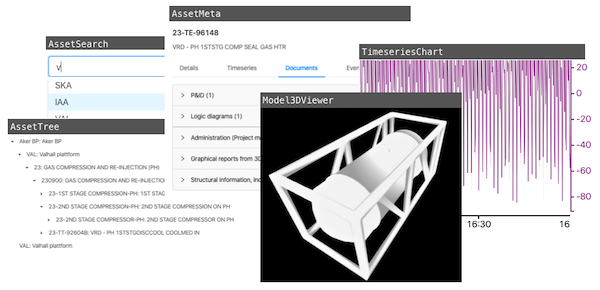 AssetMeta
23-TE-96148
VRD - PH 1STSTG COMP SEAL GAS HTR
Details Timeseries Documents
P&ID (1)
Logic diagrams (1)
Administration (Project
Graphical reports from 3D
Structural information,
AssetSearch
v
SKA
IAA
AssetTree
Aker BP: Aker BP
VAL: Valhall plattform
23: GAS COMPRESSION AND RE-INJECTION (PH)
230900: GAS COMPRESSION AND RE-INJECTION
23-1ST STAGE COMPRESSION-PH: 1ST STAG
23-2ND STAGE COMPRESSION-PH: 2ND STAGE COMPRESSION ON PH
23-2ND STAGE COMPRESSOR-PH: 2ND STAGE COMPRESSOR ON PH
23-TT-92604B: VRD - PH 1STSTGDISCCOOL COOLMED IN
VAL: Valhall plattform
Model3DViewer
TimeseriesChart
20
0
-20
-40
-60
-80
16:30 16